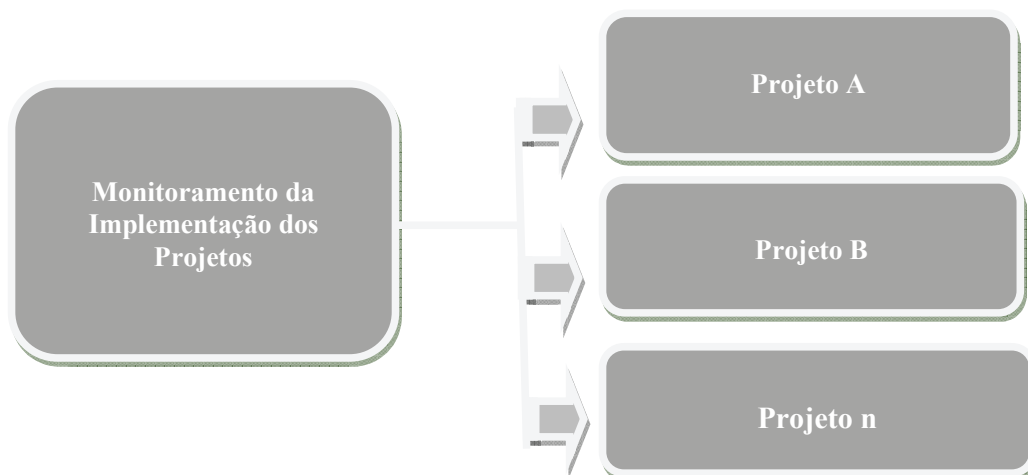 Monitoramento da
Implementação dos
Projetos
Projeto A
Projeto B
Projeto n